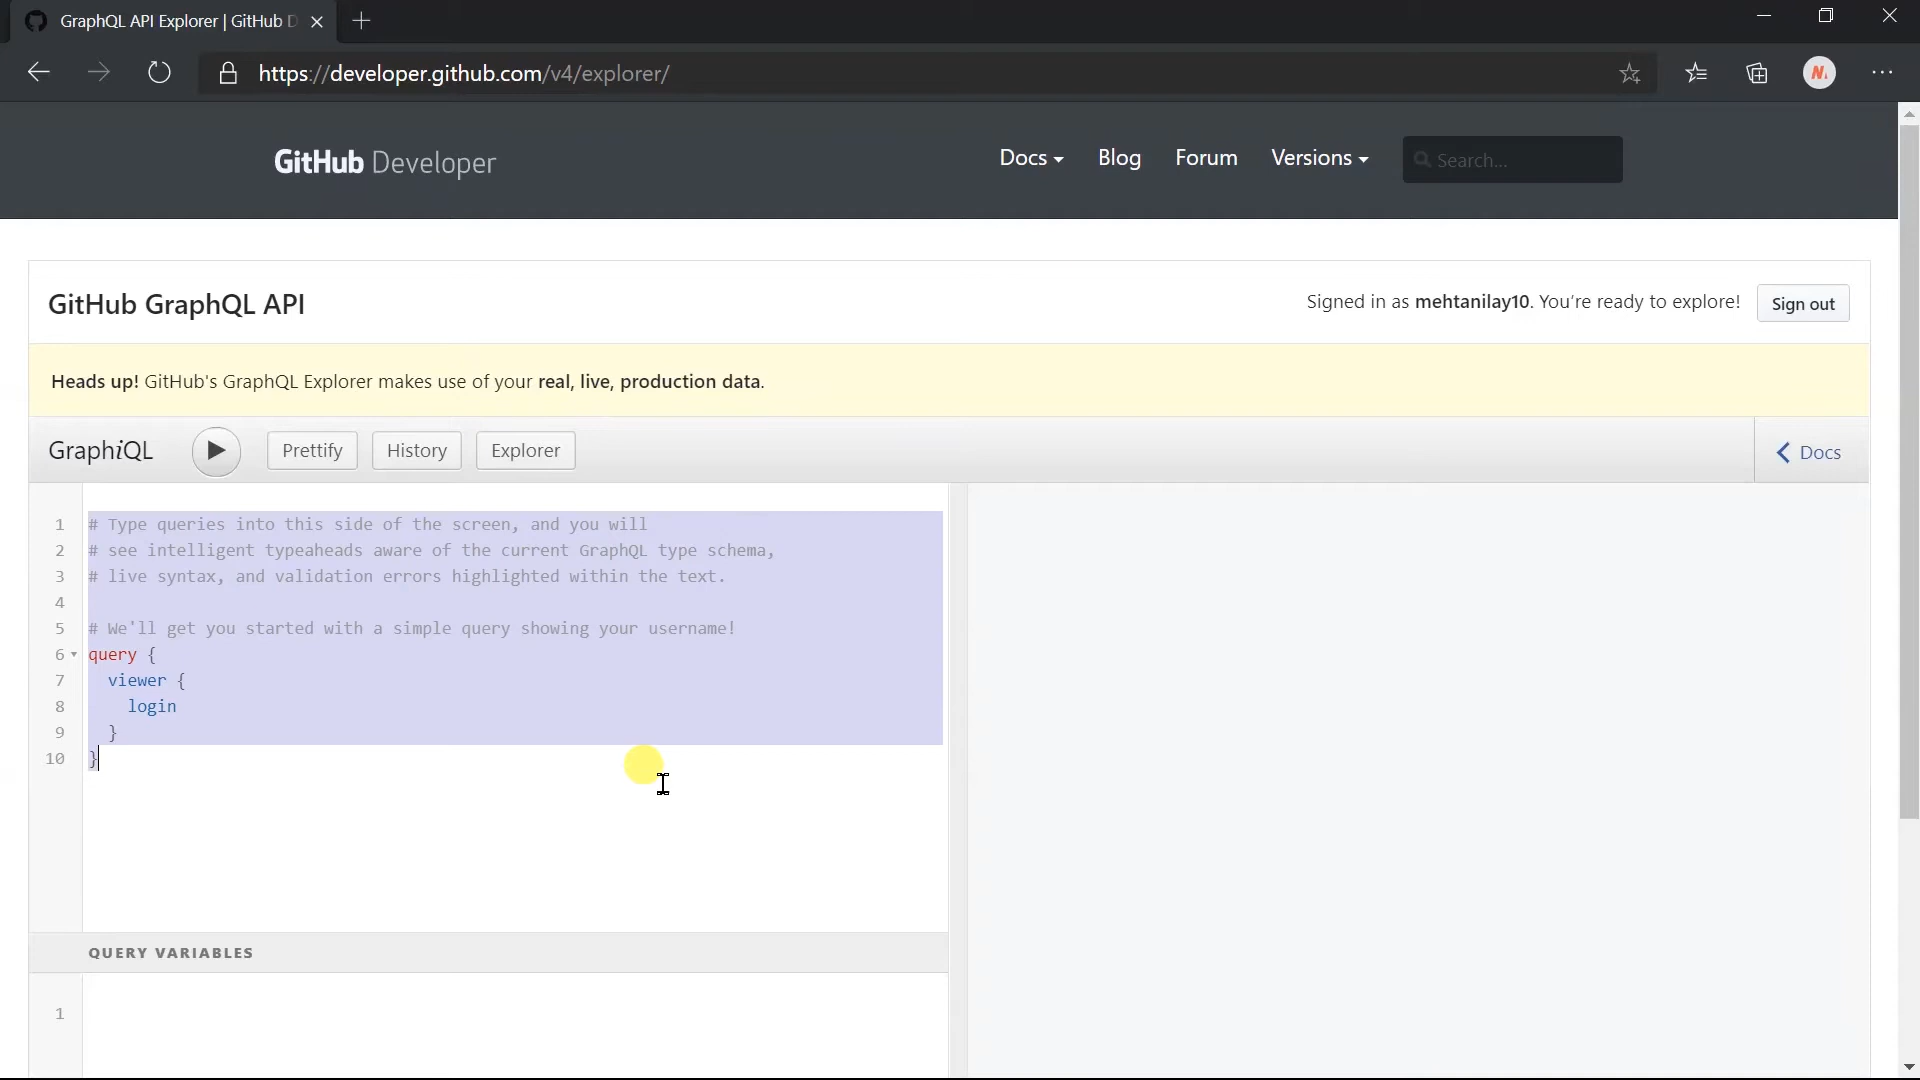 GraphQL API Explorer | GitHub D
https://developer.github.com/v4/explorer/
N.
GitHub Developer
Docs
Blog
Forum
Versions
Search...
GitHub GraphQL API
Signed in as mehtanilay10. You're ready to explore!
Sign out
Heads up! GitHub's GraphQL Explorer makes use of your real, live, production data.
GraphiQL
Prettify
History
Explorer
Docs
1 # Type queries into this side of the screen, and you will
2 # see intelligent typeaheads aware of the current GraphQL type schema,
3 # live syntax, and validation errors highlighted within the text.
4
5 # We'll get you started with a simple query showing your username!
6 query {
7 viewer {
8 login
9 }
10 }
QUERY VARIABLES
1